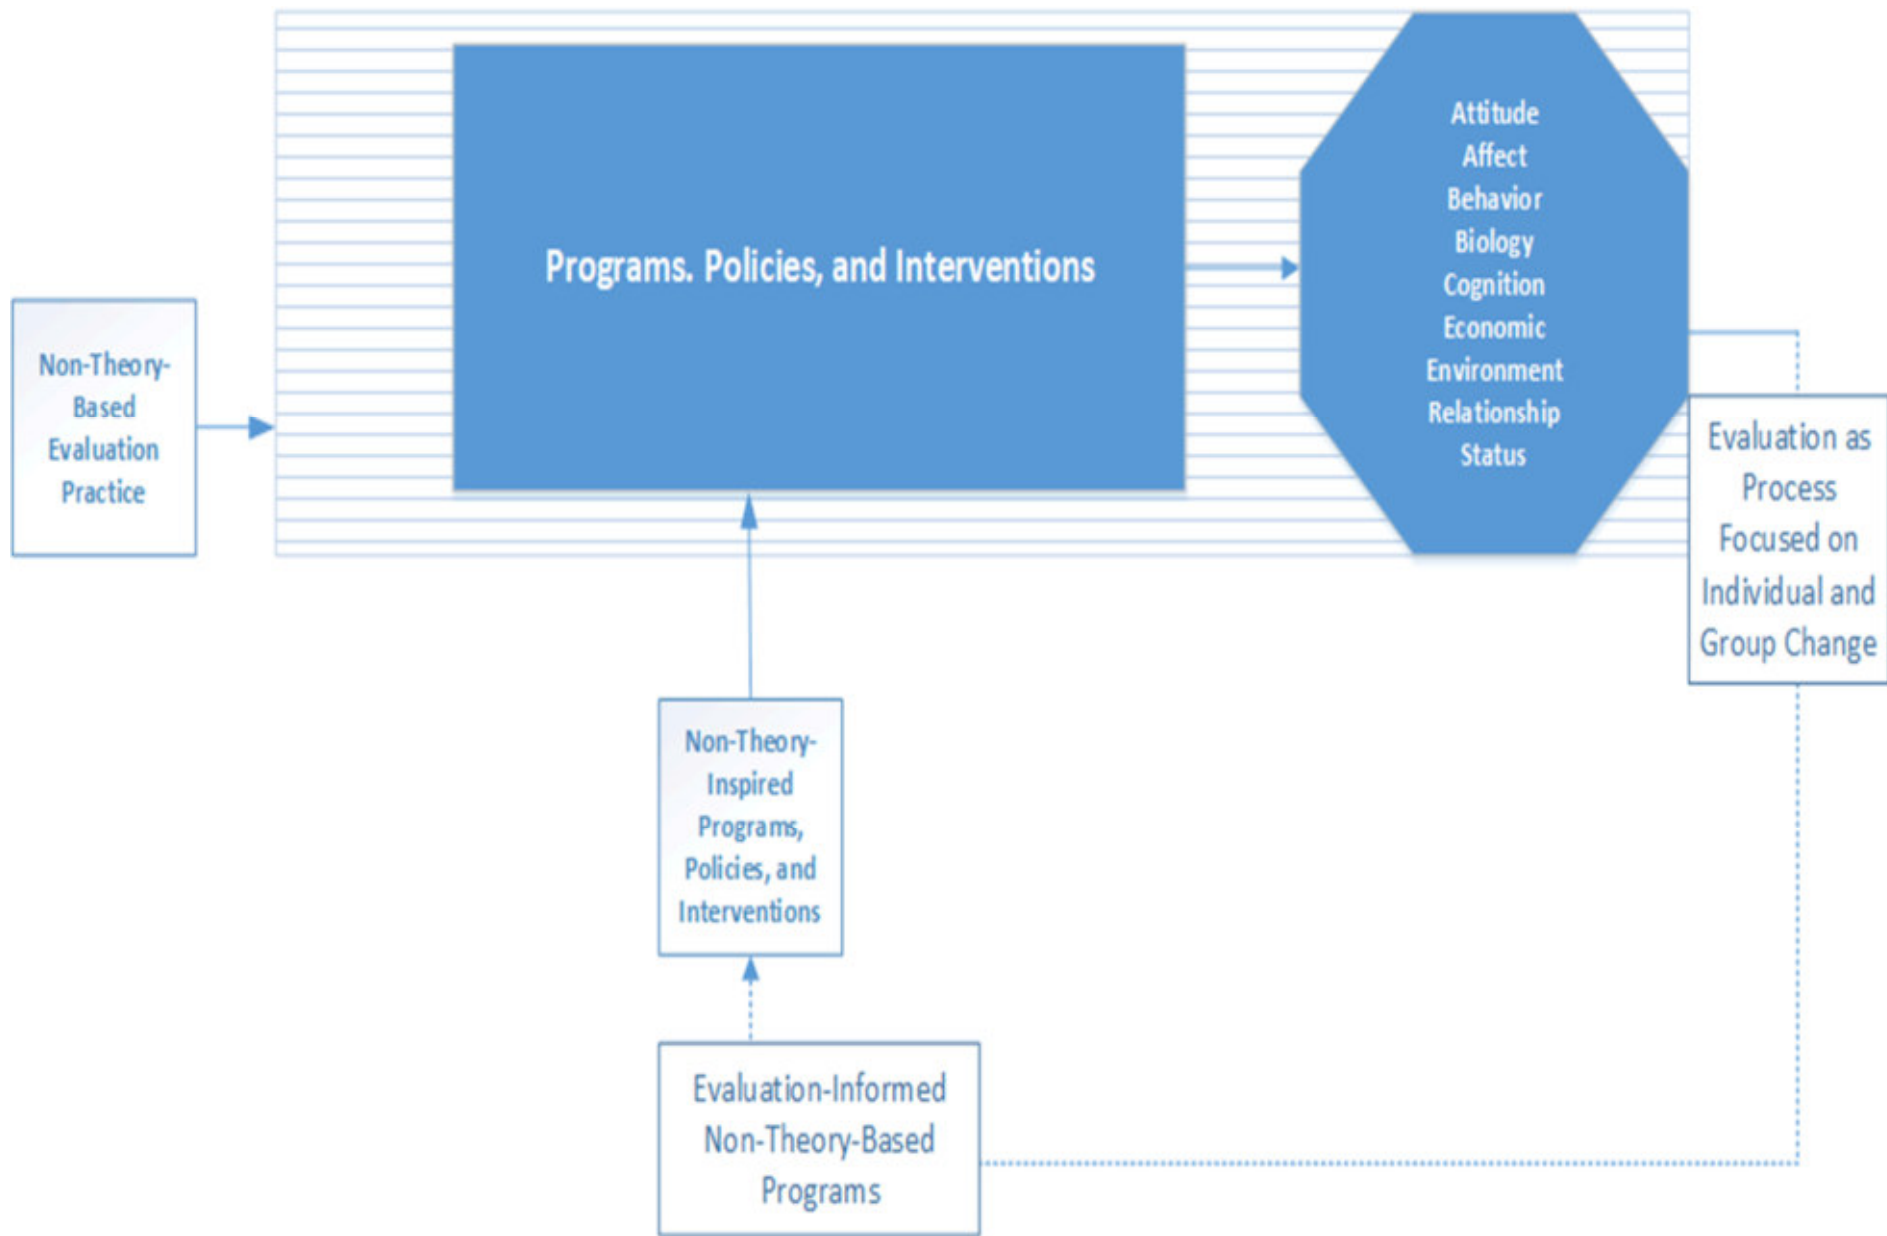 Programs. Policies, and Interventions
Attitude
Affect
Behavior
Biology
Cognition
Economic
Environment
Relationship
Status
Non-Theory-
Based
Evaluation
Practice
Evaluation as
Process
Focused on
Individual and
Group Change
Non-Theory-
Inspired
Programs,
Policies, and
Interventions
Evaluation-Informed
Non-Theory-Based
Programs